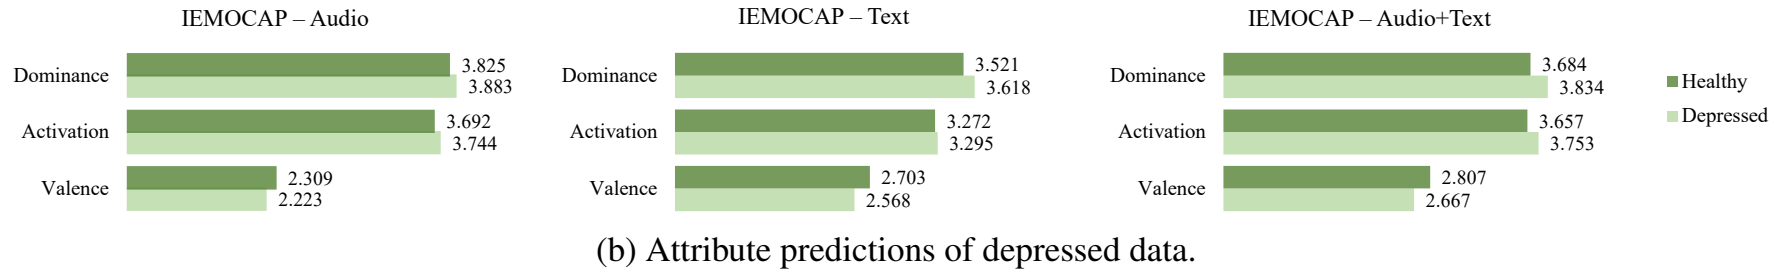 IEMOCAP – Audio
Dominance
3.825
3.883
Activation
3.692
3.744
Valence
2.309
2.223
IEMOCAP – Text
Dominance
3.521
3.618
Activation
3.272
3.295
Valence
2.703
2.568
IEMOCAP – Audio+Text
Dominance
3.684
3.834
Activation
3.657
3.753
Valence
2.807
2.667
Healthy
Depressed
(b) Attribute predictions of depressed data.